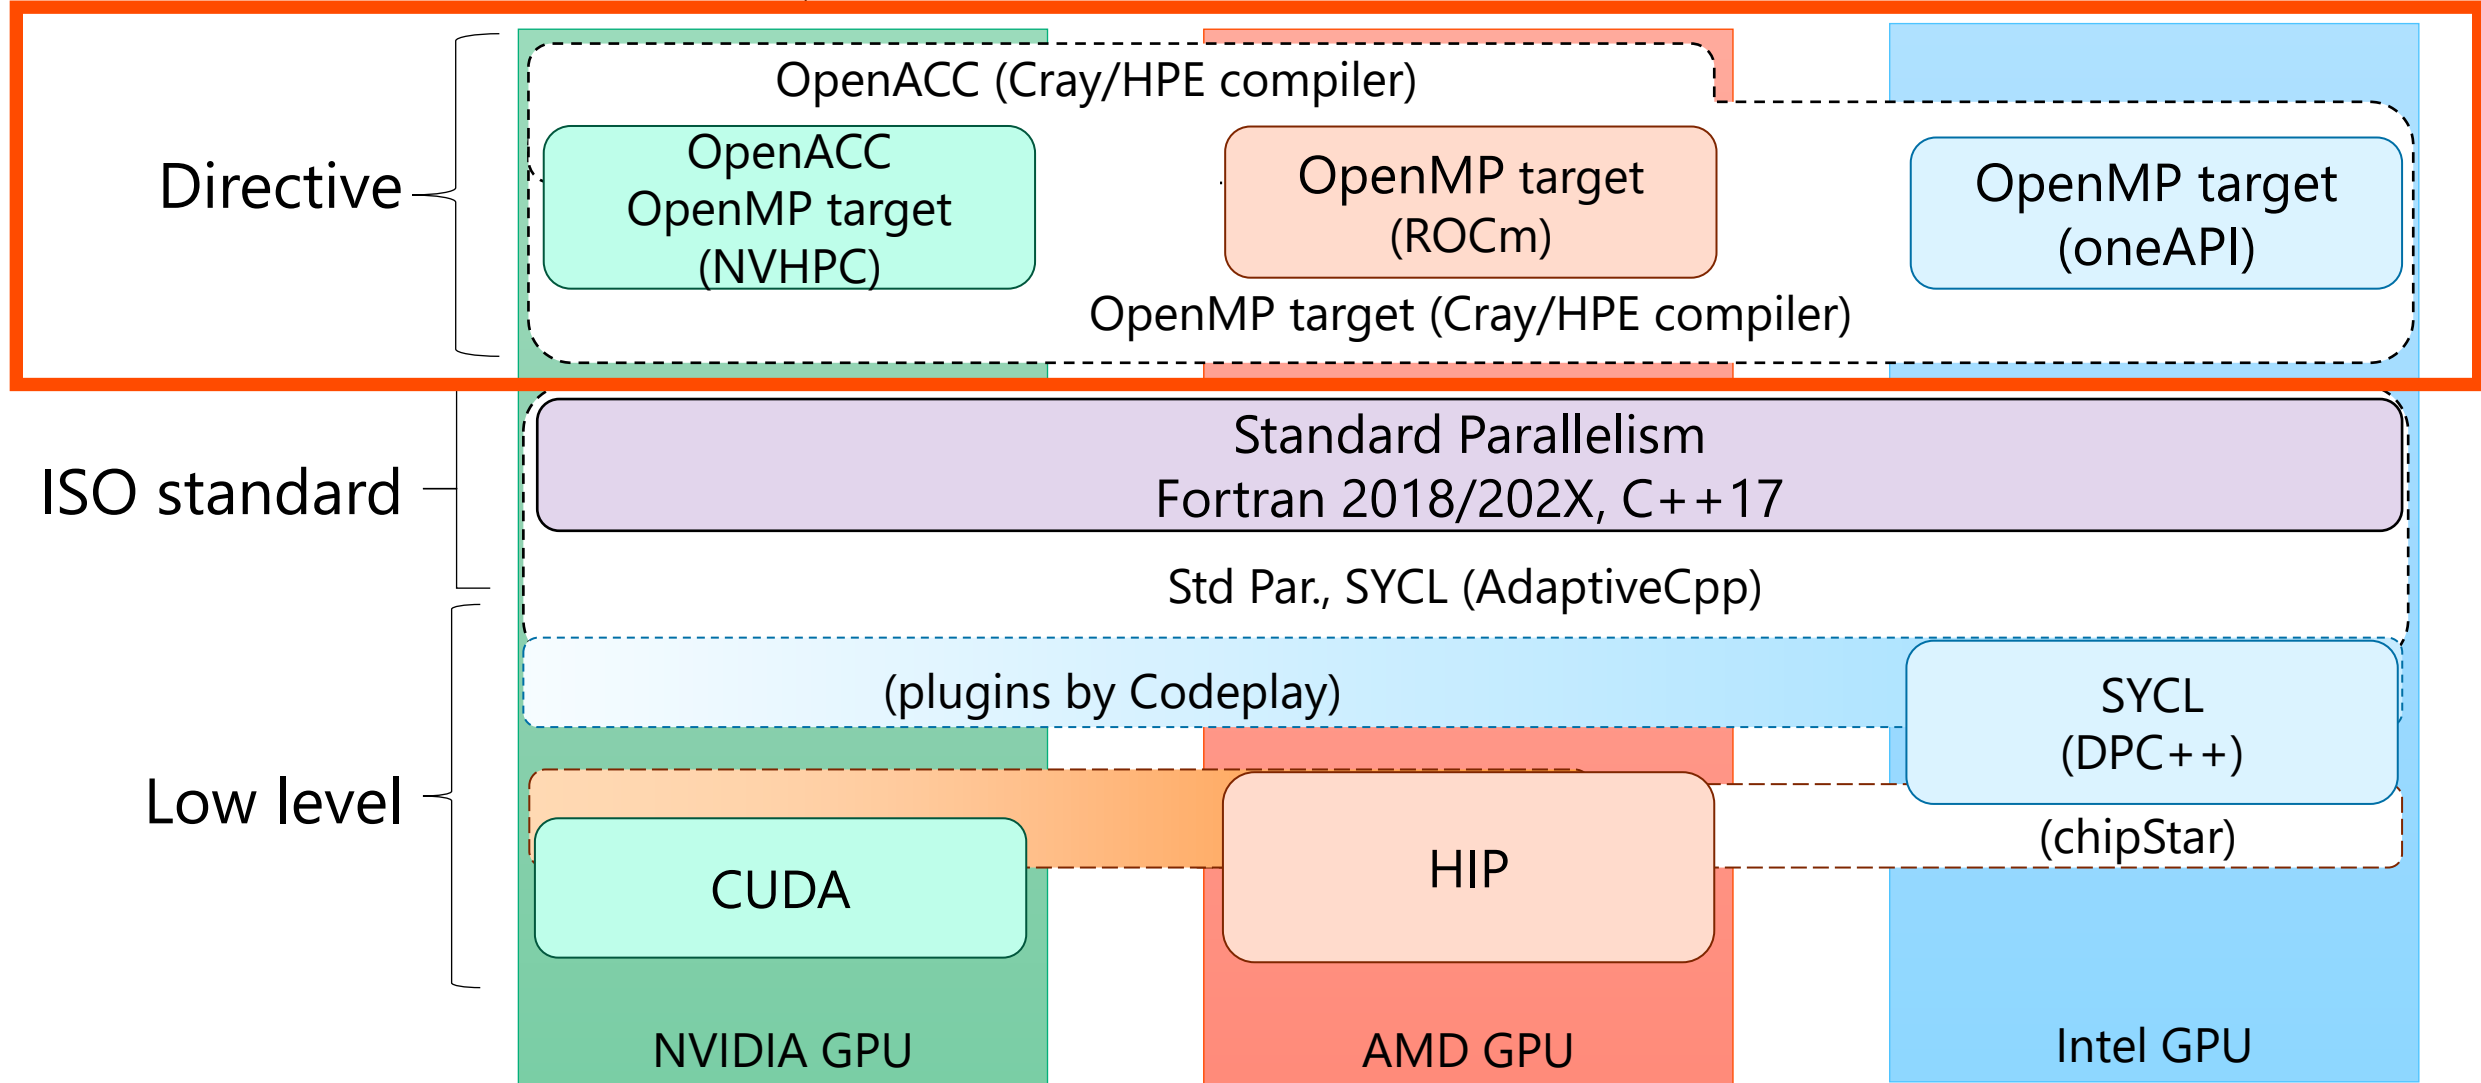 OpenACC (Cray/HPE compiler)
Directive
OpenACC
OpenMP target
(NVHPC)
OpenMP target
(ROCm)
OpenMP target
(oneAPI)
OpenMP target (Cray/HPE compiler)
ISO standard
Standard Parallelism
Fortran 2018/202X, C++17
Std Par., SYCL (AdaptiveCpp)
Low level
(plugins by Codeplay)
SYCL
(DPC++)
(chipStar)
CUDA
HIP
NVIDIA GPU
AMD GPU
Intel GPU